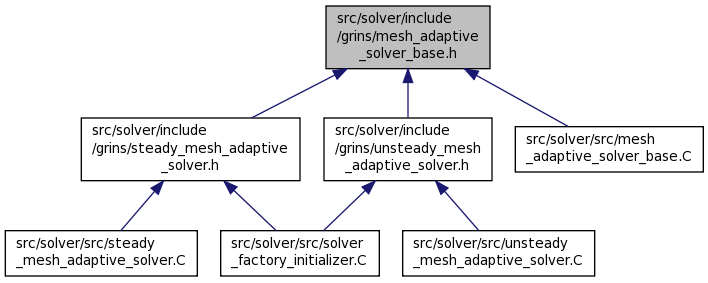 src/solver/include
/grins/mesh_adaptive
_solver_base.h
src/solver/include
/grins/steady_mesh_adaptive
_solver.h
src/solver/include
/grins/unsteady_mesh
_adaptive_solver.h
src/solver/src/mesh
_adaptive_solver_base.C
src/solver/src/steady
_mesh_adaptive_solver.C
src/solver/src/solver
_factory_initializer.C
src/solver/src/unsteady
_mesh_adaptive_solver.C